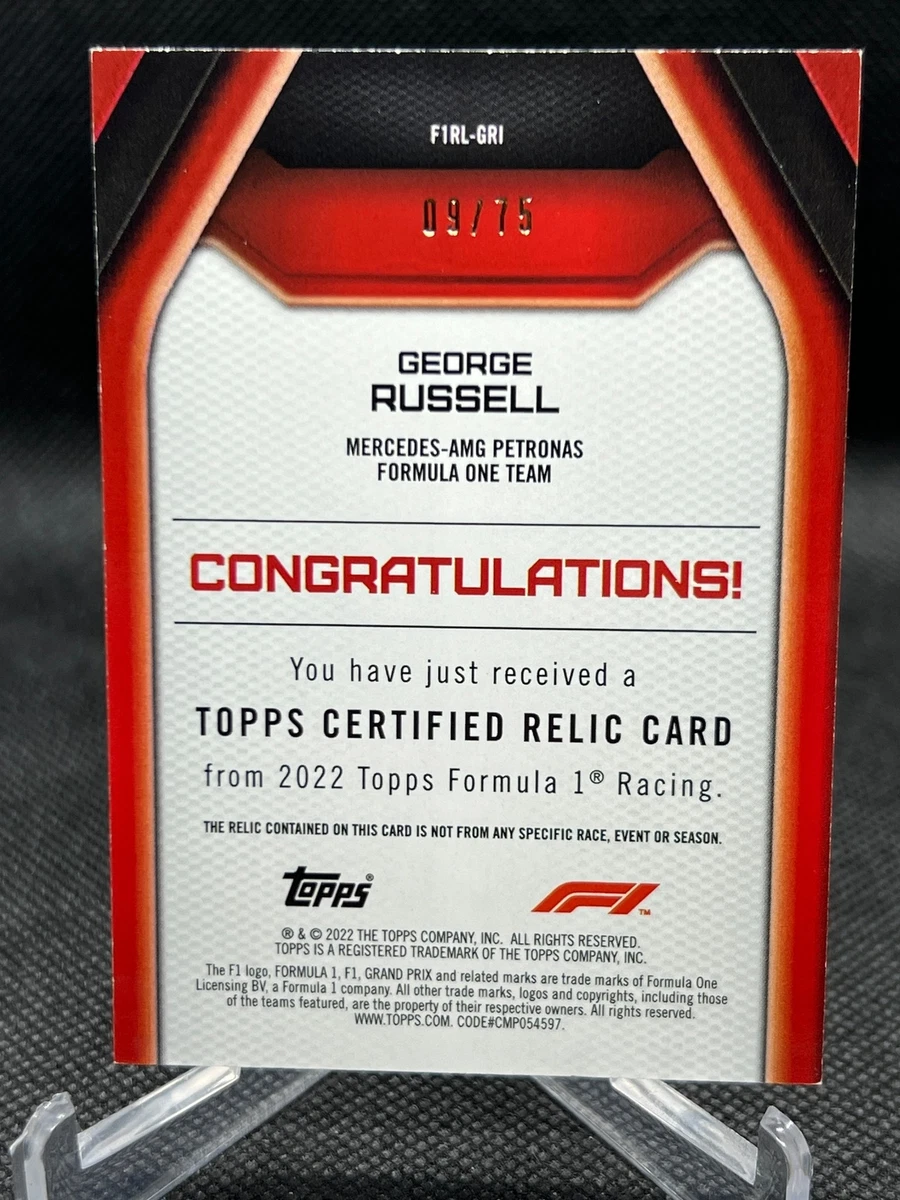 F1RL-GRI
09/75
GEORGE
RUSSELL
MERCEDES-AMG PETRONAS
FORMULA ONE TEAM
CONGRATULATIONS!
You have just received a
TOPPS CERTIFIED RELIC CARD
from 2022 Topps Formula 1® Racing.
THE RELIC CONTAINED ON THIS CARD IS NOT FROM ANY SPECIFIC RACE, EVENT OR SEASON.
Topps®
F1™
® & © 2022 THE TOPPS COMPANY, INC. ALL RIGHTS RESERVED.
TOPPS IS A REGISTERED TRADEMARK OF THE TOPPS COMPANY, INC.
The F1 logo, FORMULA 1, F1, GRAND PRIX and related marks are trade marks of Formula One
Licensing BV, a Formula 1 company. All other trade marks, logos and copyrights, including those
of the teams featured, are the property of their respective owners. All rights reserved.
WWW.TOPPS.COM. CODE#CMP054597.